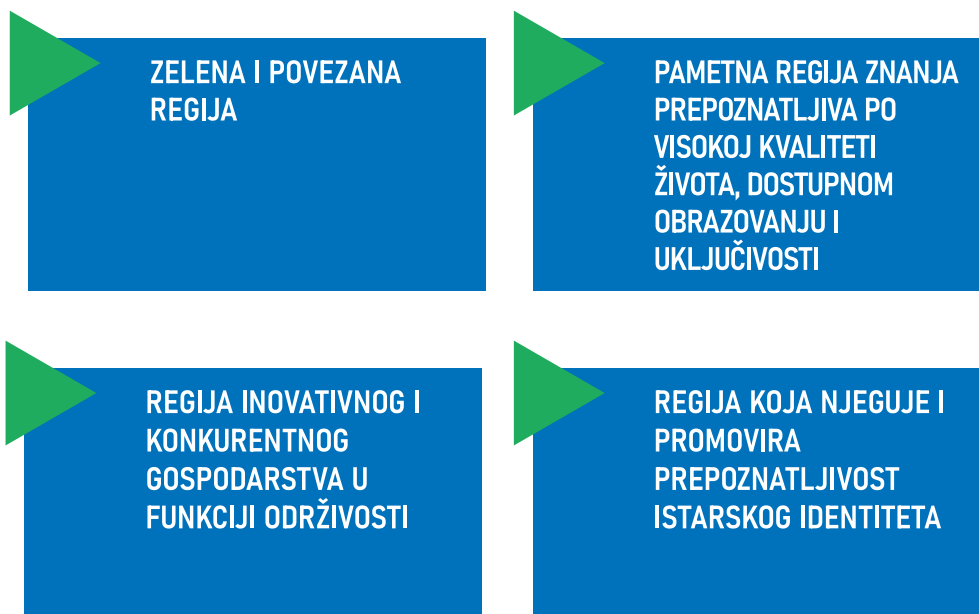 ZELENA I POVEZANA
REGIJA
PAMETNA REGIJA ZNANJA
PREPOZNATLJIVA PO
VISOKOJ KVALITETI
ŽIVOTA, DOSTUPNOM
OBRAZOVANJU I
UKLJUČIVOSTI
REGIJA INOVATIVNOG I
KONKURENTNOG
GOSPODARSTVA U
FUNKCIJI ODRŽIVOSTI
REGIJA KOJA NJEGUJE I
PROMOVIRA
PREPOZNATLJIVOST
ISTARSKOG IDENTITETA